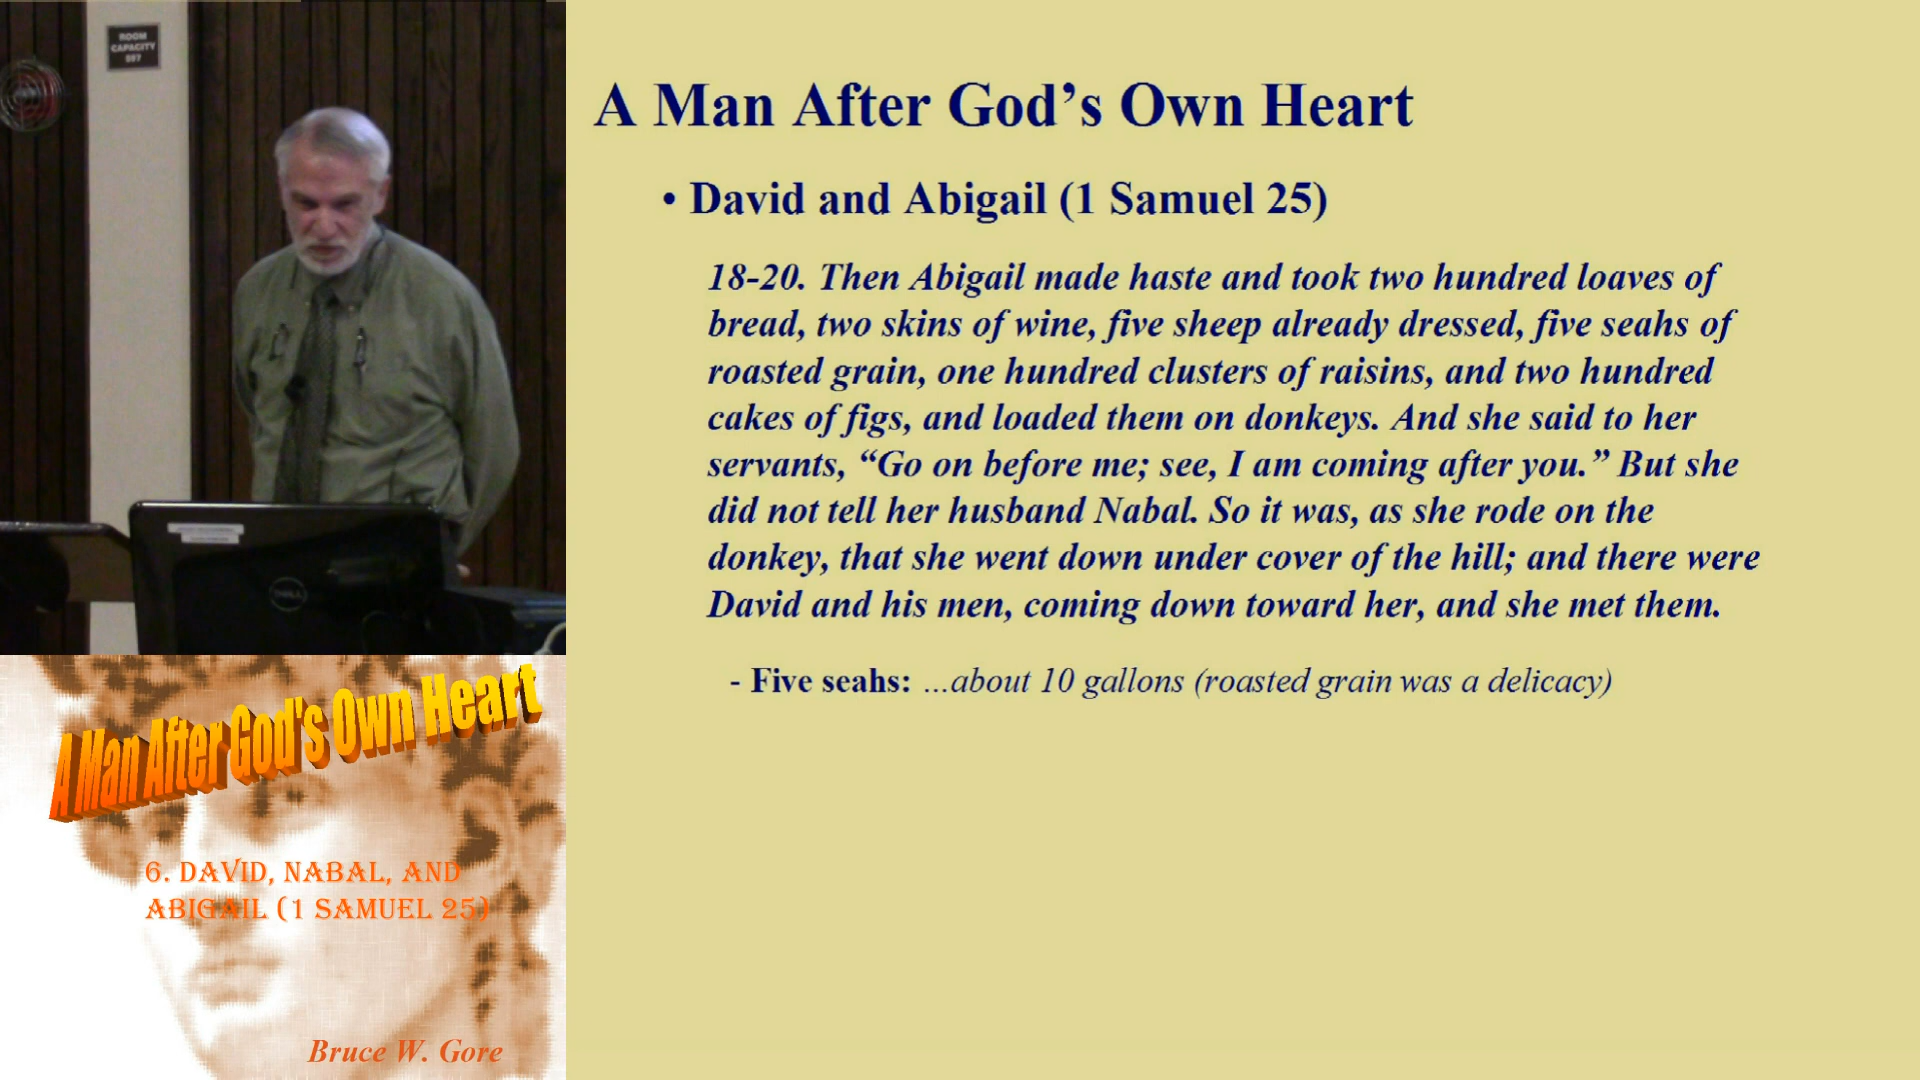 ROOM
CAPACITY
597
A Man After God's Own Heart
• David and Abigail (1 Samuel 25)
18-20. Then Abigail made haste and took two hundred loaves of
bread, two skins of wine, five sheep already dressed, five seahs of
roasted grain, one hundred clusters of raisins, and two hundred
cakes of figs, and loaded them on donkeys. And she said to her
servants, “Go on before me; see, I am coming after you.” But she
did not tell her husband Nabal. So it was, as she rode on the
donkey, that she went down under cover of the hill; and there were
David and his men, coming down toward her, and she met them.
- Five seahs: ...about 10 gallons (roasted grain was a delicacy)
DELL
A Man After God's Own Heart
6. DAVID, NABAL, AND
ABIGAIL (1 SAMUEL 25)
Bruce W. Gore